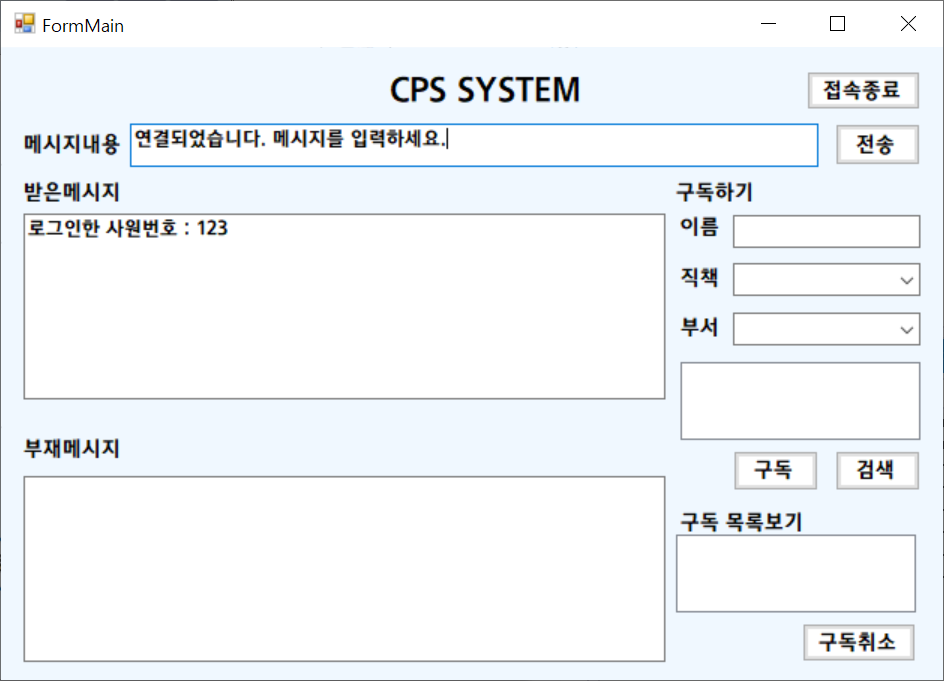 FormMain
CPS SYSTEM
접속종료
메시지내용
연결되었습니다. 메시지를 입력하세요.
전송
받은메시지
로그인한 사원번호 : 123
구독하기
이름
직책
부서
구독
검색
부재메시지
구독 목록보기
구독취소